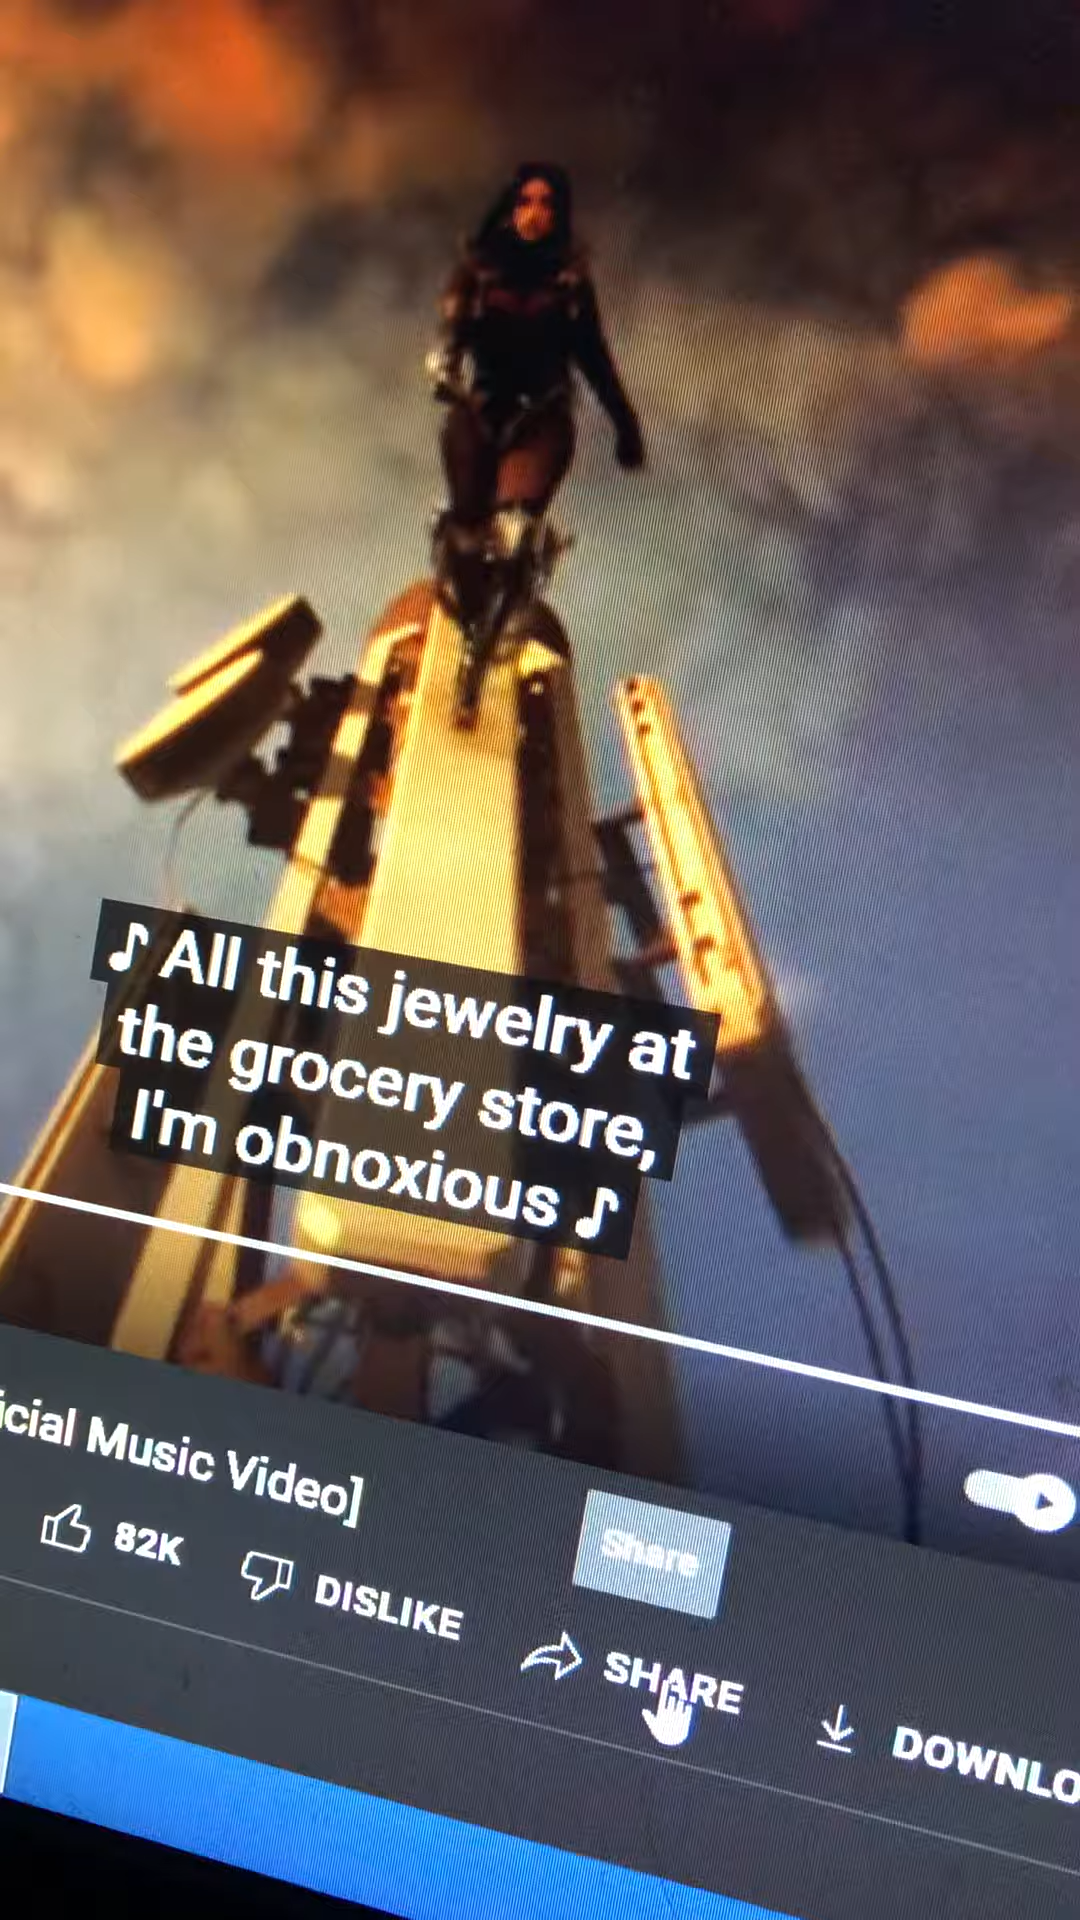 ♪ All this jewelry at
the grocery store,
I'm obnoxious ♪
icial Music Video]
82K
DISLIKE
Share
SHARE
DOWNLO